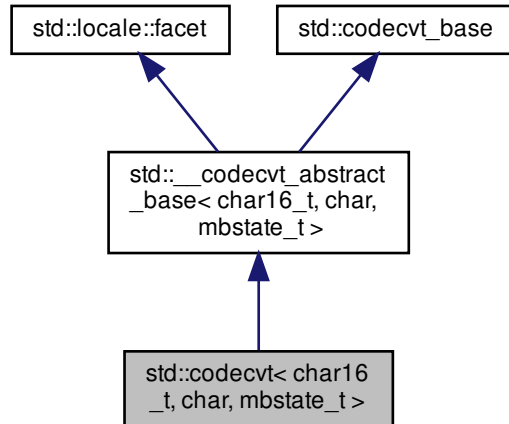 std::locale::facet
std::codecvt_base
std::__codecvt_abstract
_base< char16_t, char,
mbstate_t >
std::codecvt< char16
_t, char, mbstate_t >